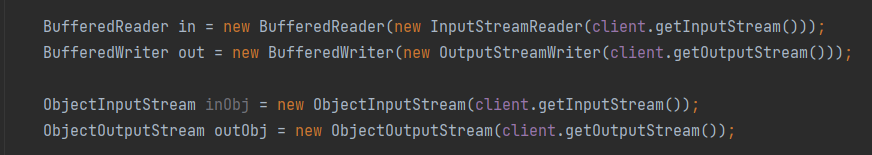 BufferedReader in = new BufferedReader(new InputStreamReader(client.getInputStream()));
BufferedWriter out = new BufferedWriter(new OutputStreamWriter(client.getOutputStream()));
ObjectInputStream inObj = new ObjectInputStream(client.getInputStream());
ObjectOutputStream outObj = new ObjectOutputStream(client.getOutputStream());